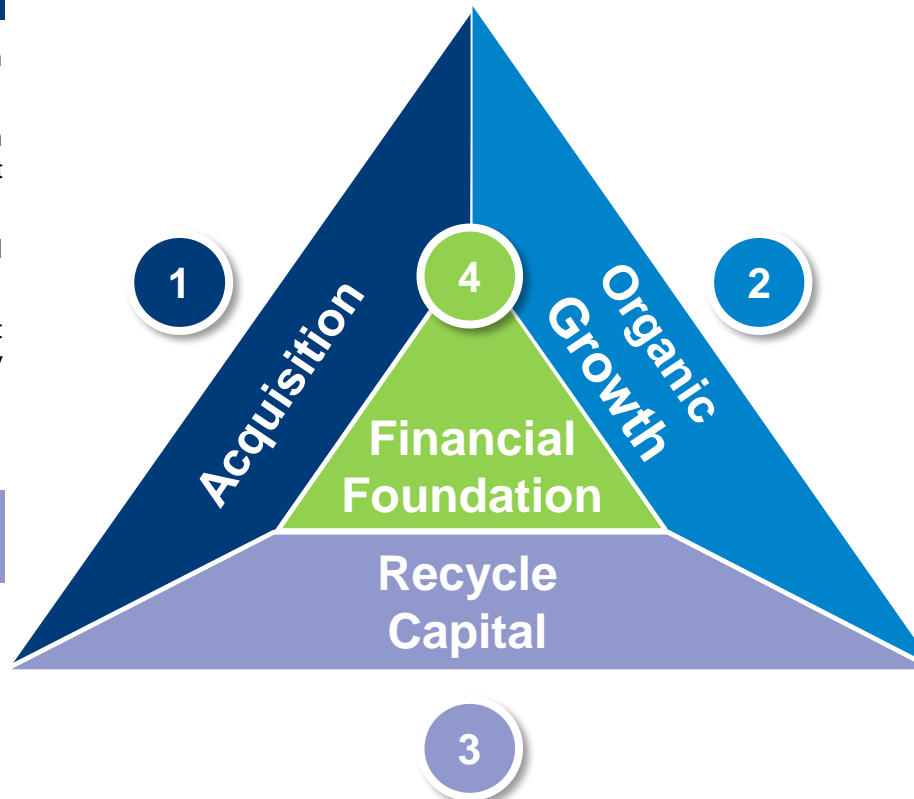 1
Acquisition
4
Organic
Growth
2
Financial
Foundation
Recycle
Capital
3